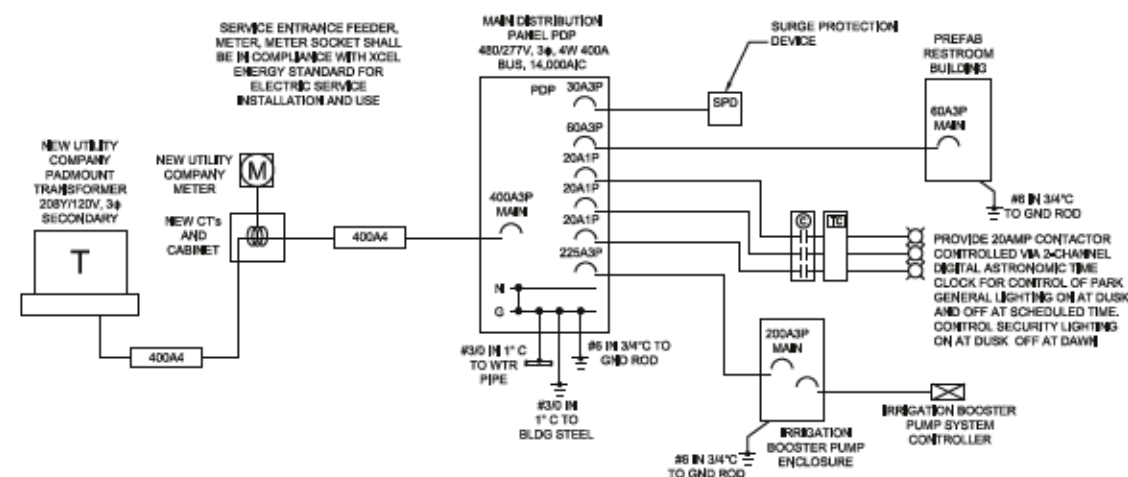 SERVICE ENTRANCE FEEDER,
METER, METER SOCKET SHALL
BE IN COMPLIANCE WITH XCEL
ENERGY STANDARD FOR
ELECTRIC SERVICE
INSTALLATION AND USE
MAIN DISTRIBUTION
PANEL PDP
480/277V, 3ϕ, 4W 400A
BUS, 14,000AIC
SURGE PROTECTION
DEVICE
PREFAB
RESTROOM
BUILDING
PDP
30A3P
SPD
60A3P
60A3P
MAIN
20A1P
20A1P
20A1P
225A3P
400A3P
MAIN
N
G
NEW UTILITY
COMPANY
PADMOUNT
TRANSFORMER
208Y/120V, 3ϕ
SECONDARY
T
NEW UTILITY
COMPANY
METER
M
NEW CT's
AND
CABINET
400A4
400A4
#6 IN 3/4"C
TO GND ROD
C
TC
PROVIDE 20AMP CONTACTOR
CONTROLLED VIA 2-CHANNEL
DIGITAL ASTRONOMIC TIME
CLOCK FOR CONTROL OF PARK
GENERAL LIGHTING ON AT DUSK
AND OFF AT SCHEDULED TIME.
CONTROL SECURITY LIGHTING
ON AT DUSK OFF AT DAWN
#3/0 IN 1" C
TO WTR
PIPE
#6 IN 3/4"C TO
GND ROD
#3/0 IN
1" C TO
BLDG STEEL
200A3P
MAIN
#6 IN 3/4"C
TO GND ROD
IRRIGATION
BOOSTER PUMP
ENCLOSURE
IRRIGATION BOOSTER
PUMP SYSTEM
CONTROLLER